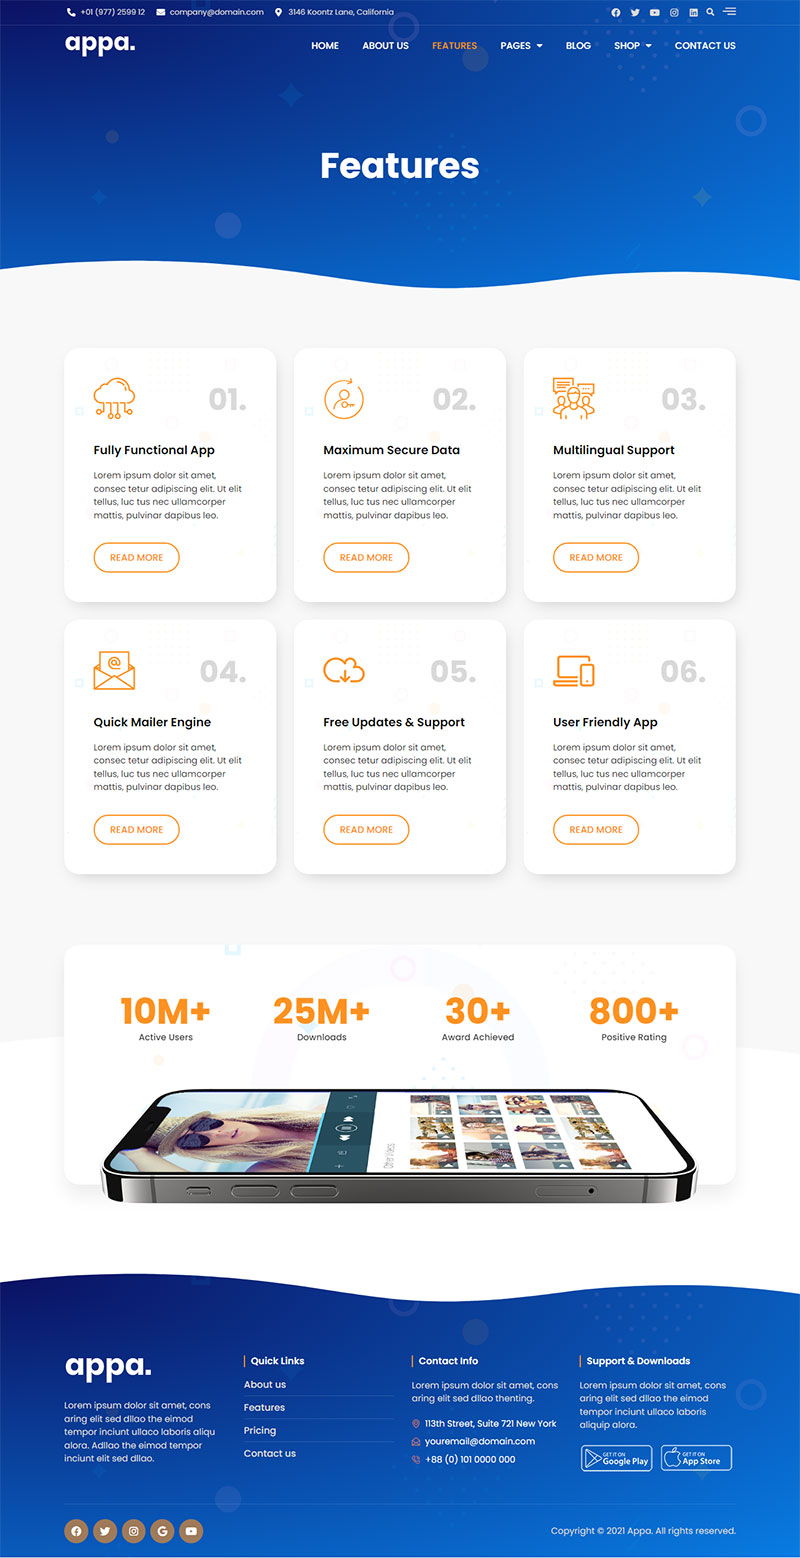 +01 (977) 2599 12 company@domain.com 3146 Koontz Lane, California
appa. HOME ABOUT US FEATURES PAGES BLOG SHOP CONTACT US
Features
01.
Fully Functional App
Lorem ipsum dolor sit amet,
consec tetur adipiscing elit. Ut elit
tellus, luc tus nec ullamcorper
mattis, pulvinar dapibus leo.
READ MORE
02.
Maximum Secure Data
Lorem ipsum dolor sit amet,
consec tetur adipiscing elit. Ut elit
tellus, luc tus nec ullamcorper
mattis, pulvinar dapibus leo.
READ MORE
03.
Multilingual Support
Lorem ipsum dolor sit amet,
consec tetur adipiscing elit. Ut elit
tellus, luc tus nec ullamcorper
mattis, pulvinar dapibus leo.
READ MORE
04.
Quick Mailer Engine
Lorem ipsum dolor sit amet,
consec tetur adipiscing elit. Ut elit
tellus, luc tus nec ullamcorper
mattis, pulvinar dapibus leo.
READ MORE
05.
Free Updates & Support
Lorem ipsum dolor sit amet,
consec tetur adipiscing elit. Ut elit
tellus, luc tus nec ullamcorper
mattis, pulvinar dapibus leo.
READ MORE
06.
User Friendly App
Lorem ipsum dolor sit amet,
consec tetur adipiscing elit. Ut elit
tellus, luc tus nec ullamcorper
mattis, pulvinar dapibus leo.
READ MORE
10M+
Active Users
25M+
Downloads
30+
Award Achieved
800+
Positive Rating
appa.
Lorem ipsum dolor sit amet, cons
aring elit sed dllao the eimod
tempor inciunt ullaco laboris aliqu
alora. Adllao the eimod tempor
inciunt elit sed dllao.
Quick Links
About us
Features
Pricing
Contact us
Contact Info
Lorem ipsum dolor sit amet, cons
aring elit sed dllao thenting.
113th Street, Suite 721 New York
youremail@domain.com
+88 (0) 101 0000 000
Support & Downloads
Lorem ipsum dolor sit amet, cons
aring elit sed dllao the eimod
tempor inciunt ullaco laboris
aliquip alora.
GET IT ON
Google Play
GET IT ON
App Store
Copyright © 2021 Appa. All rights reserved.